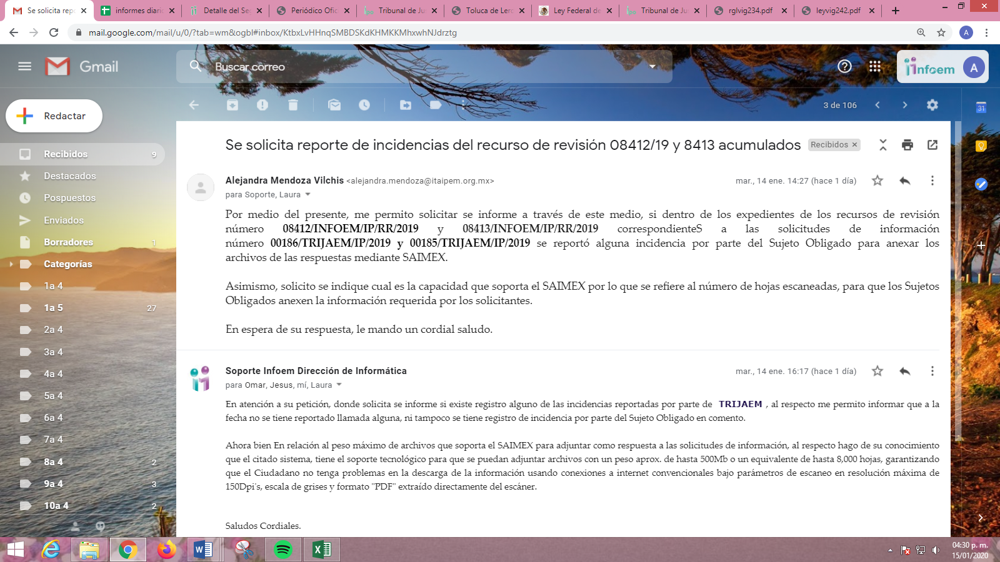 Se solicita repo
informes diario
Detalle del Seg
Periódico Ofic
Tribunal de Ju
Toluca de Lerd
Ley Federal de
Tribunal de Ju
rglvig234.pdf
leyvig242.pdf
mail.google.com/mail/u/0/?tab=wm&ogbl#inbox/KtbxLvHHnqSMBDSKdKHMKKMhxwhNJdrztg
A
Gmail
Buscar correo
infoem
A
Redactar
3 de 106
31
Recibidos 9
Destacados
Pospuestos
Enviados
Borradores 1
Categorías
1a 4
1a 5 27
2a 4
3a 4
4a 4
5a 4
6a 4
7a 4
8a 4 2
9a 4 3
10a 4 2
Se solicita reporte de incidencias del recurso de revisión 08412/19 y 8413 acumulados
Recibidos ×
Alejandra Mendoza Vilchis <alejandra.mendoza@itaipem.org.mx>
mar., 14 ene. 14:27 (hace 1 día)
para Soporte, Laura
Por medio del presente, me permito solicitar se informe a través de este medio, si dentro de los expedientes de los recursos de revisión
número 08412/INFOEM/IP/RR/2019 y 08413/INFOEM/IP/RR/2019 correspondienteS a las solicitudes de información
número 00186/TRIJAEM/IP/2019 y 00185/TRIJAEM/IP/2019 se reportó alguna incidencia por parte del Sujeto Obligado para anexar los
archivos de las respuestas mediante SAIMEX.
Asimismo, solicito se indique cual es la capacidad que soporta el SAIMEX por lo que se refiere al número de hojas escaneadas, para que los Sujetos
Obligados anexen la información requerida por los solicitantes.
En espera de su respuesta, le mando un cordial saludo.
Soporte Infoem Dirección de Informática
mar., 14 ene. 16:17 (hace 1 día)
para Omar, Jesus, mí, Laura
En atención a su petición, donde solicita se informe si existe registro alguno de las incidencias reportadas por parte de TRIJAEM , al respecto me permito informar que a la
fecha no se tiene reportado llamada alguna, ni tampoco se tiene registro de incidencia por parte del Sujeto Obligado en comento.
Ahora bien En relación al peso máximo de archivos que soporta el SAIMEX para adjuntar como respuesta a las solicitudes de información, al respecto hago de su conocimiento
que el citado sistema, tiene el soporte tecnológico para que se puedan adjuntar archivos con un peso aprox. de hasta 500Mb o un equivalente de hasta 8,000 hojas, garantizando
que el Ciudadano no tenga problemas en la descarga de la información usando conexiones a internet convencionales bajo parámetros de escaneo en resolución máxima de
150Dpi's, escala de grises y formato "PDF" extraído directamente del escáner.
Saludos Cordiales.
04:30 p. m.
15/01/2020